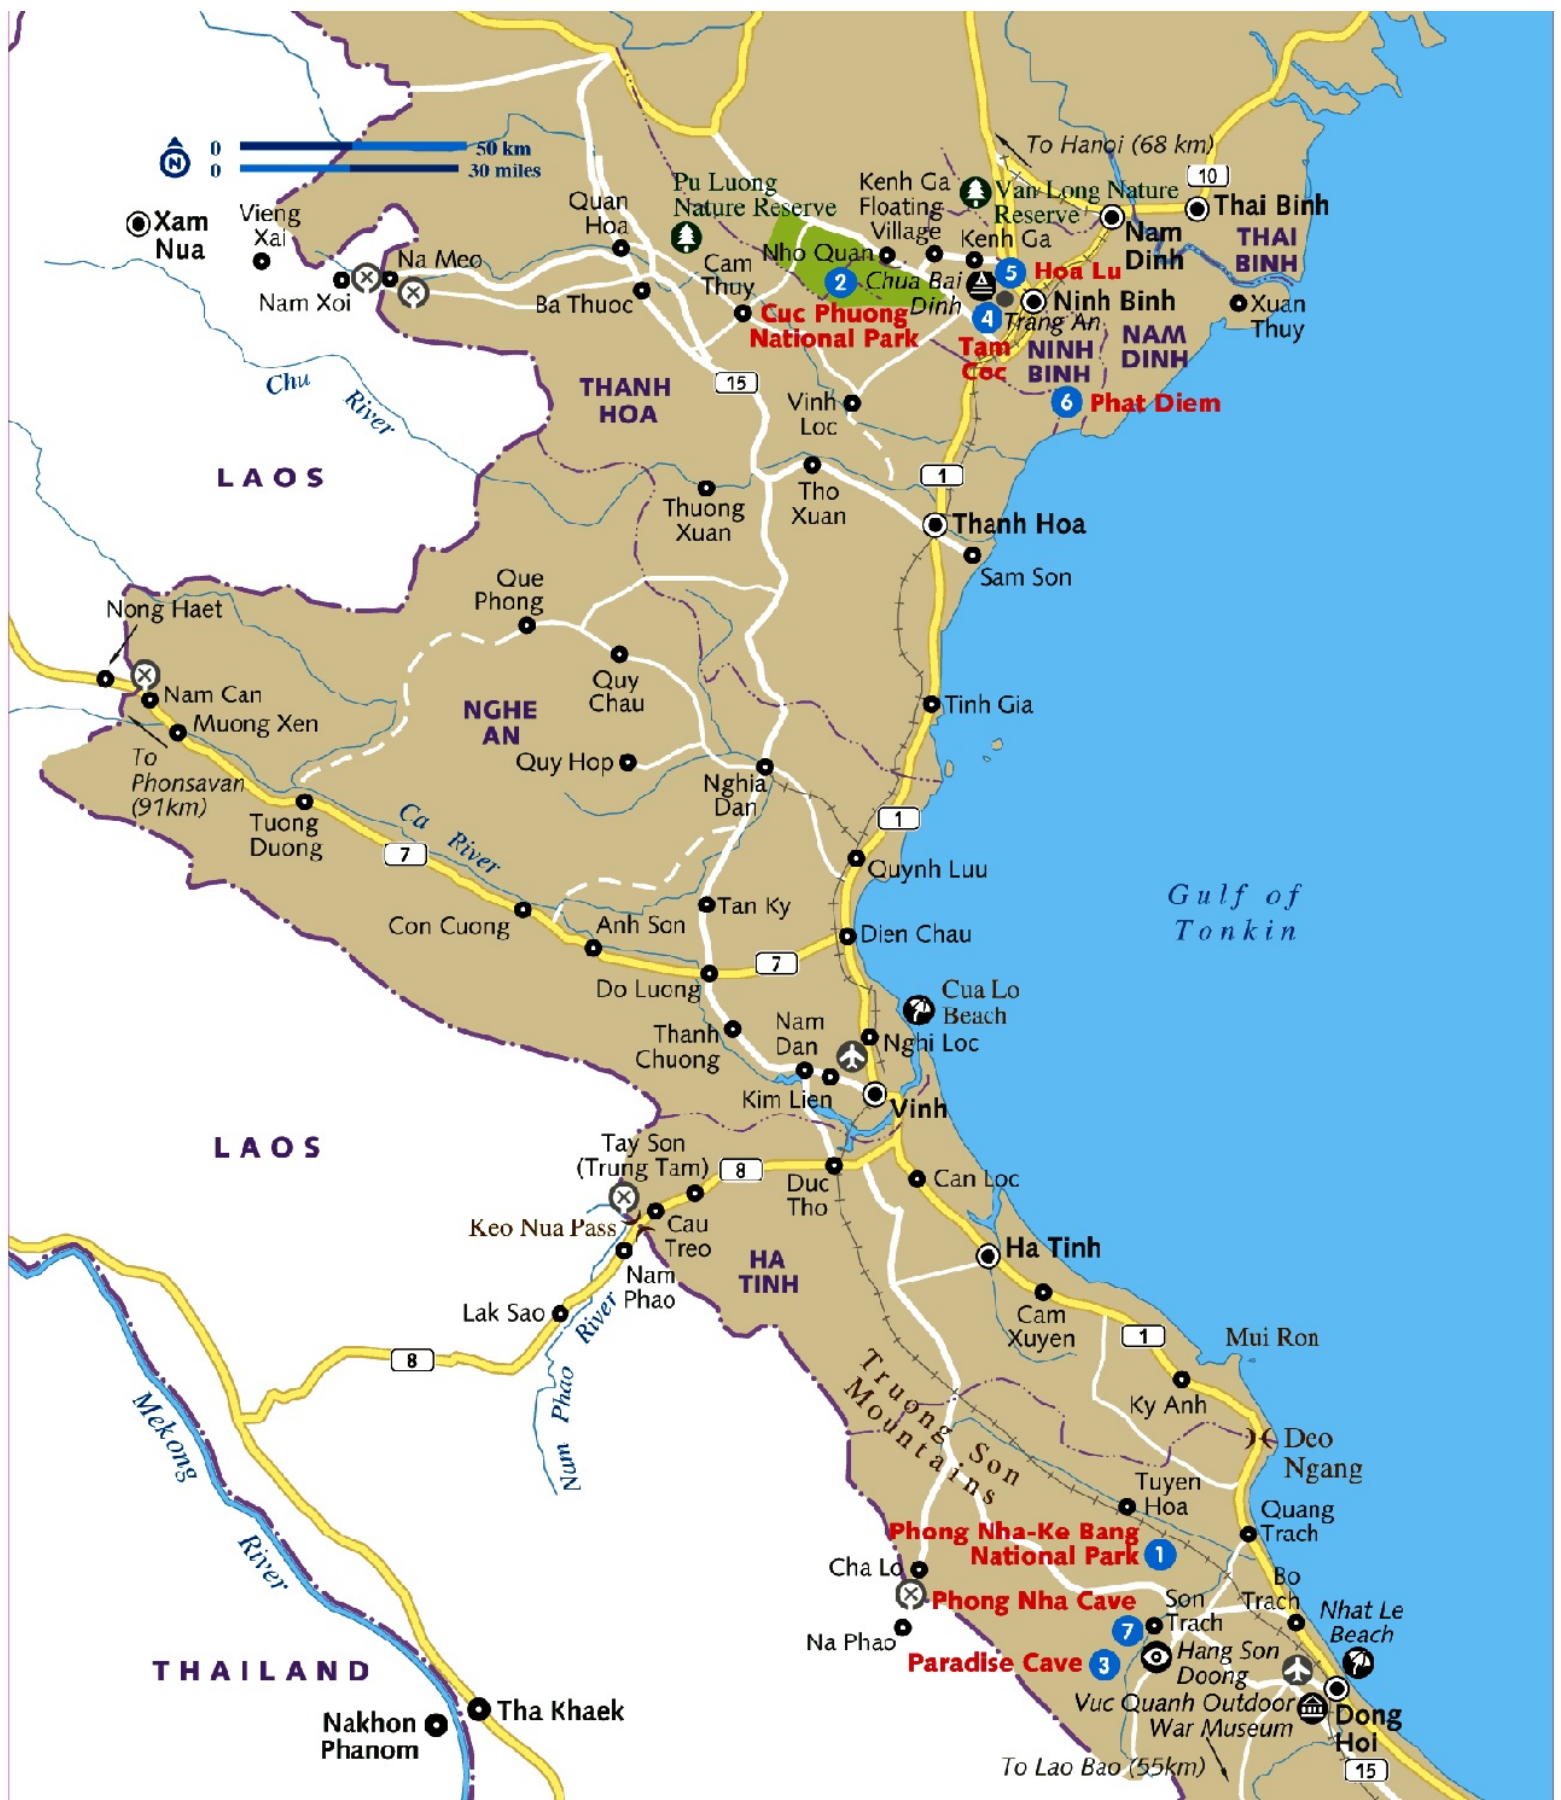 To Hanoi (68 km)
0
50 km
0
30 miles
N
10
Xam
Nua
Vieng
Xai
Quan
Hoa
Pu Luong
Nature Reserve
Kenh Ga
Floating
Village
Van Long Nature
Reserve
Thai Binh
Nam
Dinh
THAI
BINH
Na Meo
Nam Xoi
Ba Thuoc
Cam
Thuy
Nho Quan
Kenh Ga
5
Hoa Lu
2
Chua Bai
Dinh
Ninh Binh
Xuan
Thuy
Cuc Phuong
National Park
4
Trang An
Tam
Coc
NINH
BINH
NAM
DINH
Chu
River
THANH
HOA
15
Vinh
Loc
6
Phat Diem
LAOS
1
Thuong
Xuan
Tho
Xuan
Thanh Hoa
Sam Son
Que
Phong
Nong Haet
Quy
Chau
Nam Can
Muong Xen
NGHE
AN
Tinh Gia
To
Phonsavan
(91km)
Quy Hop
Nghia
Dan
Tuong
Duong
Ca River
7
1
Quynh Luu
Gulf of
Tonkin
Con Cuong
Anh Son
Tan Ky
Dien Chau
7
Do Luong
Cua Lo
Beach
Thanh
Chuong
Nam
Dan
Nghi Loc
Kim Lien
Vinh
LAOS
Tay Son
(Trung Tam)
8
Duc
Tho
Can Loc
Keo Nua Pass
Cau
Treo
HA
TINH
Ha Tinh
Nam
Phao
Lak Sao
Cam
Xuyen
8
Num Phao River
1
Mui Ron
Mekong
River
Truong Son
Mountains
Ky Anh
Deo
Ngang
Tuyen
Hoa
Quang
Trach
Phong Nha-Ke Bang
National Park
1
Cha Lo
Phong Nha Cave
Son
Trach
Bo
Trach
Nhat Le
Beach
Na Phao
7
Paradise Cave
3
Hang Son
Doong
THAILAND
Nakhon
Phanom
Tha Khaek
Vuc Quanh Outdoor
War Museum
Dong
Hoi
To Lao Bao (55km)
15